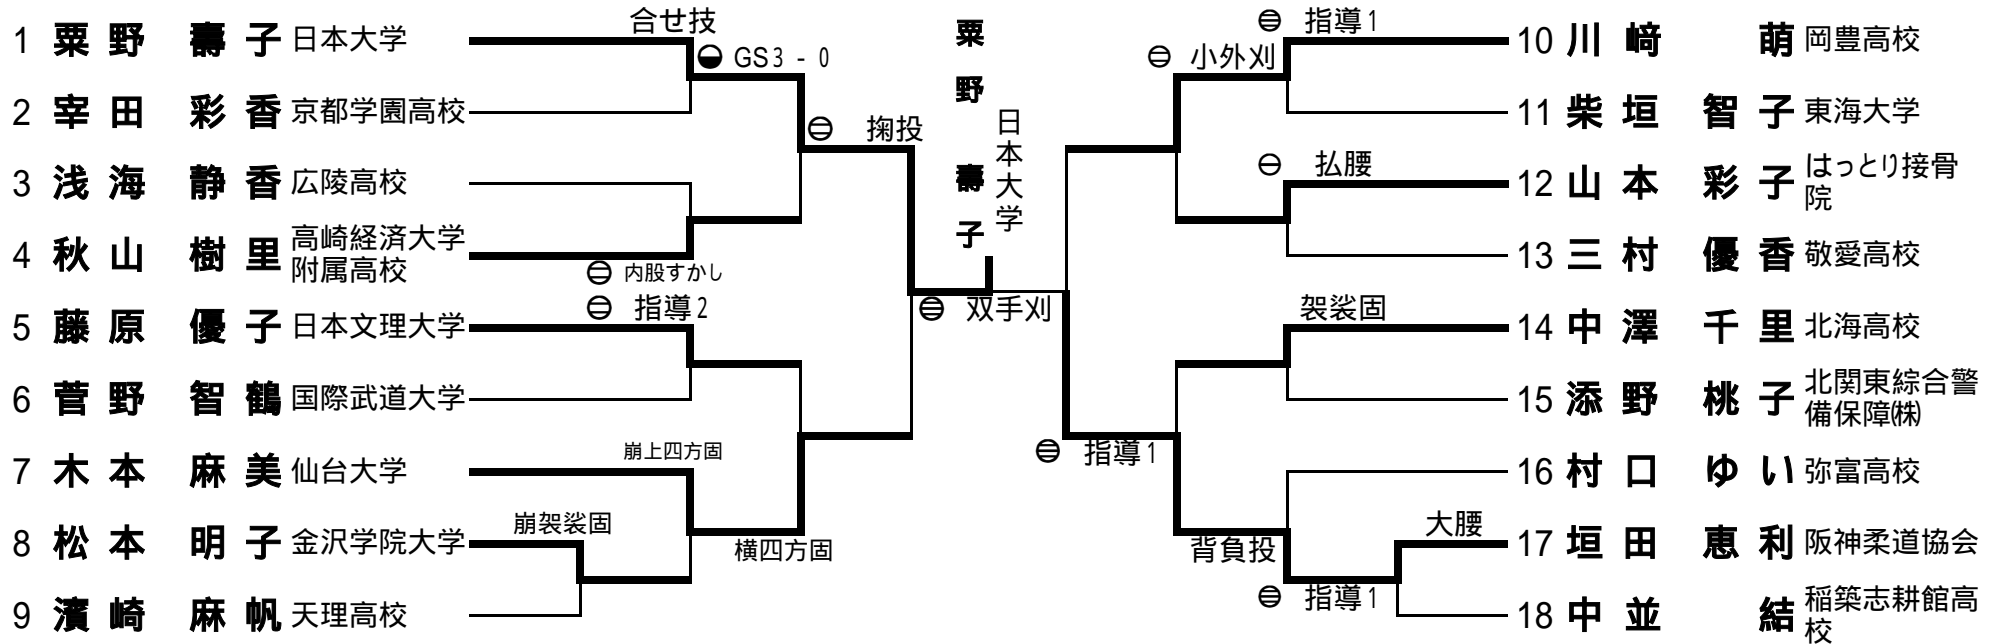 1 粟野 壽子 日本大学
2 宰田 彩香 京都学園高校
3 浅海 静香 広陵高校
4 秋山 樹里 高崎経済大学
附属高校
5 藤原 優子 日本文理大学
6 菅野 智鶴 国際武道大学
7 木本 麻美 仙台大学
8 松本 明子 金沢学院大学
9 濱崎 麻帆 天理高校
合せ技
GS3-0
掬投
内股すかし
指導2
崩上四方固
崩袈裟固
横四方固
粟野 壽子
日本大学
双手刈
指導1
小外刈
払腰
袈裟固
指導1
背負投
大腰
指導1
10 川﨑 萌 岡豊高校
11 柴垣 智子 東海大学
12 山本 彩子 はっとり接骨
院
13 三村 優香 敬愛高校
14 中澤 千里 北海高校
15 添野 桃子 北関東綜合警
備保障㈱
16 村口 ゆい 弥富高校
17 垣田 恵利 阪神柔道協会
18 中並 結 稲築志耕館高
校